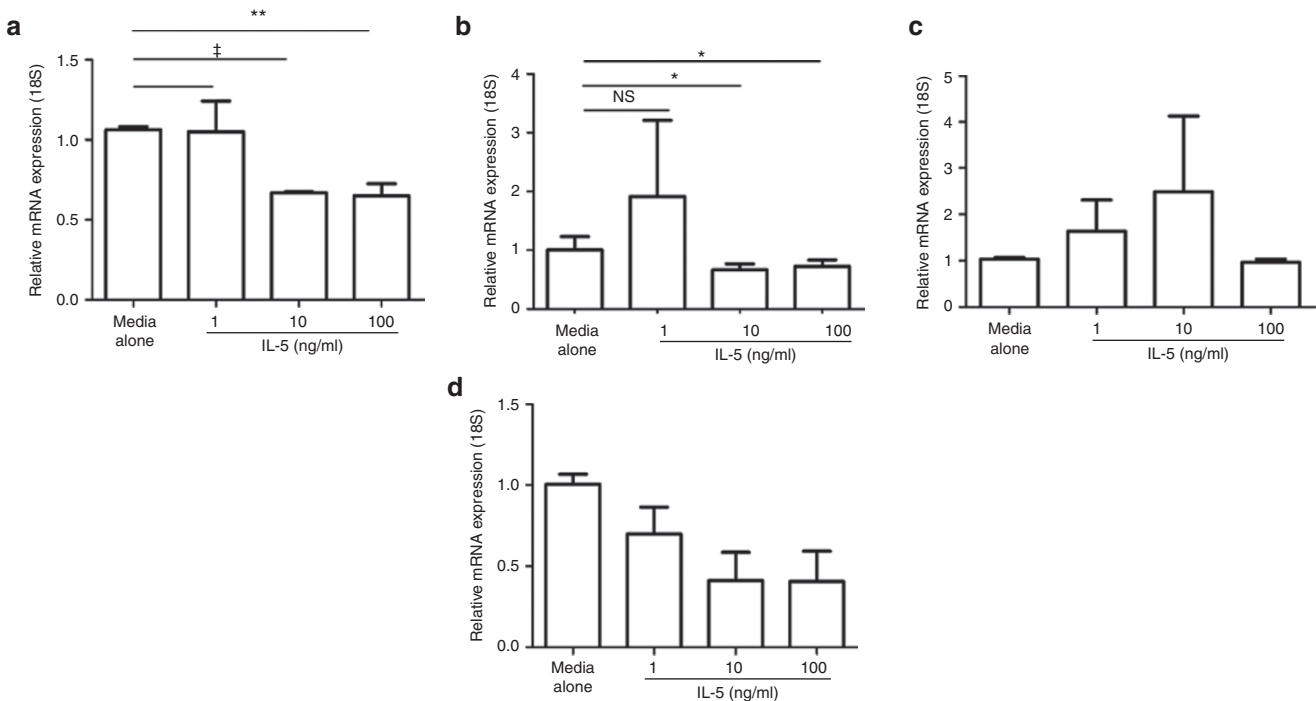 a
**
‡
Relative mRNA expression (18S)
1.5
1.0
0.5
0.0
Media
alone
1
10
100
IL-5 (ng/ml)
b
*
*
NS
Relative mRNA expression (18S)
4
3
2
1
0
Media
alone
1
10
100
IL-5 (ng/ml)
c
Relative mRNA expression (18S)
5
4
3
2
1
0
Media
alone
1
10
100
IL-5 (ng/ml)
d
Relative mRNA expression (18S)
1.5
1.0
0.5
0.0
Media
alone
1
10
100
IL-5 (ng/ml)